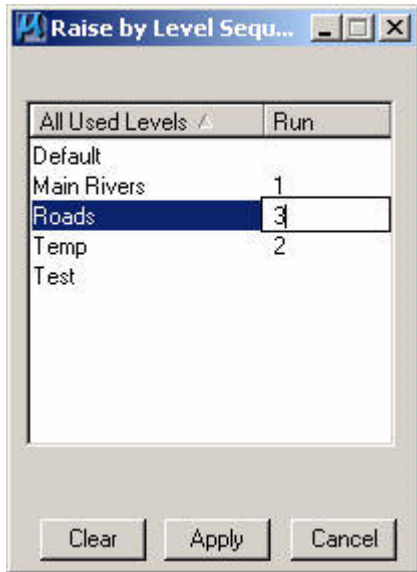 Raise by Level Sequ...
All Used Levels Run
Default
Main Rivers 1
Roads 3
Temp 2
Test
Clear Apply Cancel